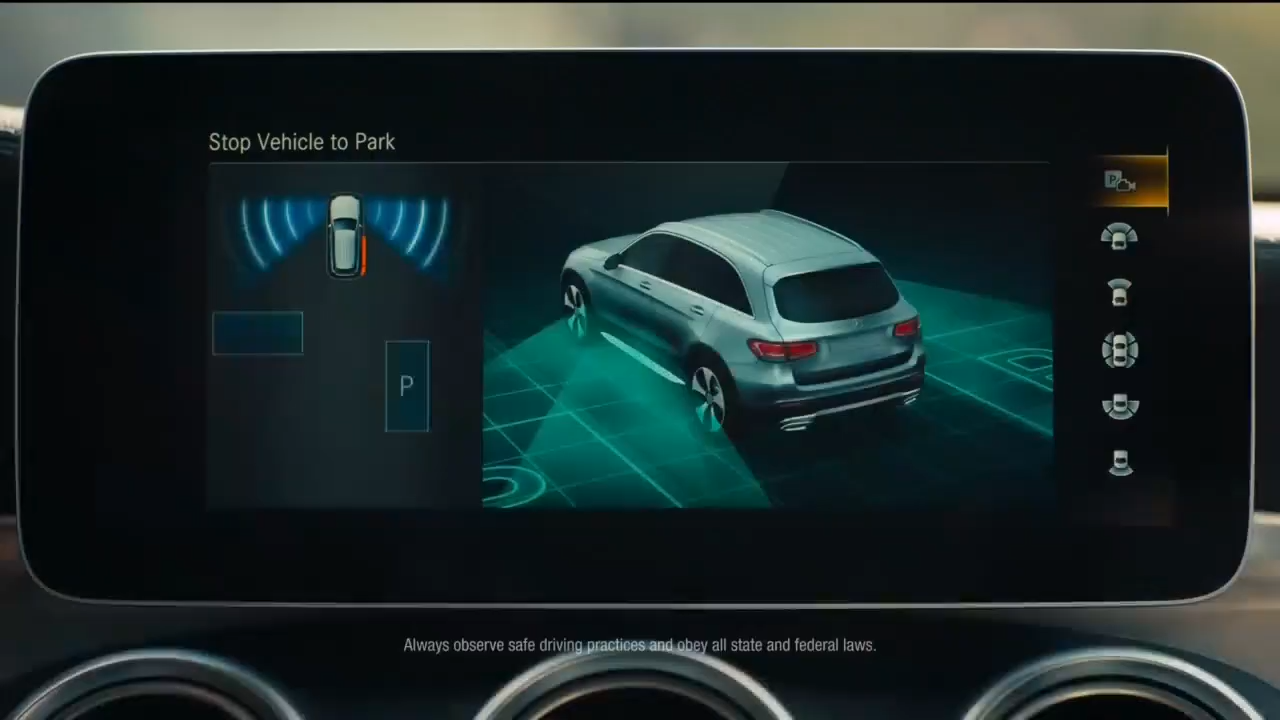 Stop Vehicle to Park
P
P
Always observe safe driving practices and obey all state and federal laws.